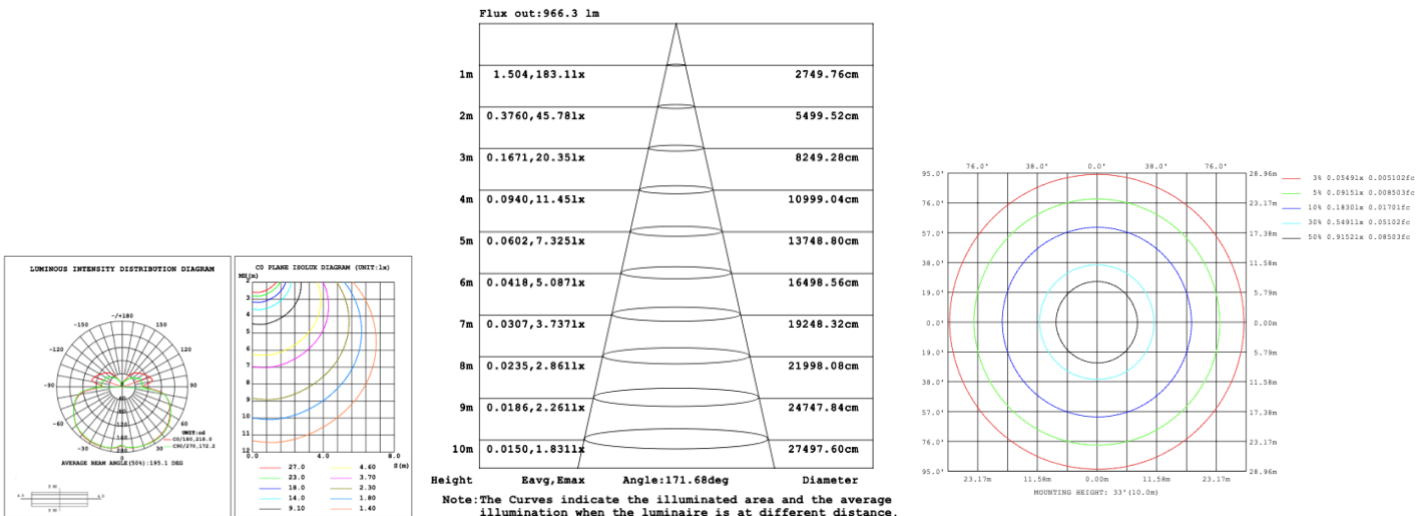 Flux out:966.3 lm
1m 1.504,183.1lx 2749.76cm
2m 0.3760,45.78lx 5499.52cm
3m 0.1671,20.35lx 8249.28cm
4m 0.0940,11.45lx 10999.04cm
5m 0.0602,7.325lx 13748.80cm
6m 0.0418,5.087lx 16498.56cm
7m 0.0307,3.737lx 19248.32cm
8m 0.0235,2.861lx 21998.08cm
9m 0.0186,2.261lx 24747.84cm
10m 0.0150,1.831lx 27497.60cm
Height Eavg,Emax Angle:171.68deg Diameter
Note:The Curves indicate the illuminated area and the average
illumination when the luminaire is at different distance.
LUMINOUS INTENSITY DISTRIBUTION DIAGRAM
-/+180
-150 150
-120 120
-90 90
-60 60
-30 30
0
UNIT:cd
C0/180,218.0
C90/270,172.2
AVERAGE BEAM ANGLE(50%):195.1 DEG
C0 PLANE ISOLUX DIAGRAM (UNIT:lx)
MH(m)
2
3
4
5
6
7
8
9
10
11
12
0.0 4.0 8.0
S(m)
27.0 4.60
23.0 3.70
18.0 2.30
14.0 1.80
9.10 1.40
76.0' 38.0' 0.0' 38.0' 76.0'
95.0' 28.96m
76.0' 23.17m
57.0' 17.38m
38.0' 11.58m
19.0' 5.79m
0.0' 0.00m
19.0' 5.79m
38.0' 11.58m
57.0' 17.38m
76.0' 23.17m
95.0' 28.96m
23.17m 11.58m 0.00m 11.58m 23.17m
MOUNTING HEIGHT: 33'(10.0m)
3% 0.0549lx 0.005102fc
5% 0.0915lx 0.008503fc
10% 0.1830lx 0.01701fc
30% 0.5491lx 0.05102fc
50% 0.9152lx 0.08503fc